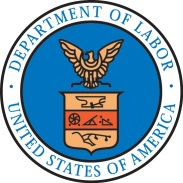 DEPARTMENT OF LABOR
UNITED STATES OF AMERICA